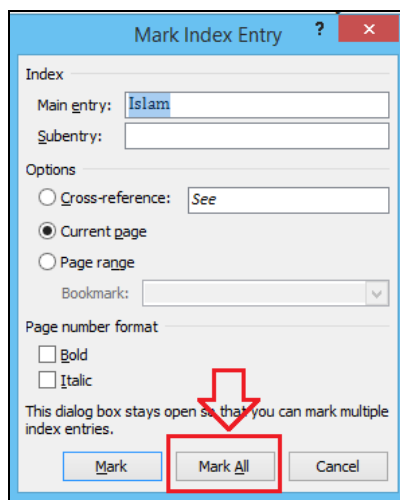 Mark Index Entry ?
Index
Main entry: Islam
Subentry:
Options
Cross-reference: See
Current page
Page range
Bookmark:
Page number format
Bold
Italic
This dialog box stays open so that you can mark multiple
index entries.
Mark Mark All Cancel